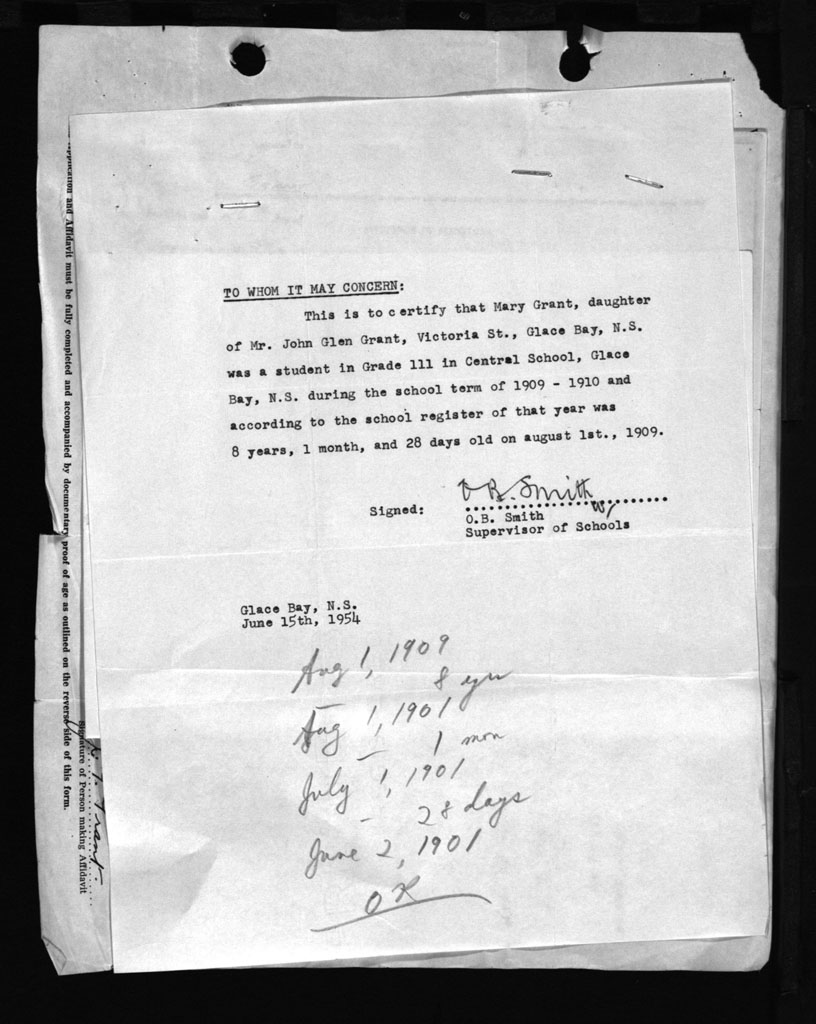 TO WHOM IT MAY CONCERN:
This is to c ertify that Mary Grant, daughter
of Mr. John Glen Grant, Victoria St., Glace Bay, N.S.
was a student in Grade 111 in Central School, Glace
Bay, N.S. during the school term of 1909 - 1910 and
according to the school register of that year was
8 years, 1 month, and 28 days old on august 1st., 1909.
O B. Smith
Signed: ........................
O.B. Smith
Supervisor of Schools
Glace Bay, N.S.
June 15th, 1954
Aug 1, 1909
- 8 yrs
Aug 1, 1901
- 1 mon
July 1, 1901
- 28 days
June 2, 1901
OK
and Affidavit must be fully completed and accompanied by documentary proof of age as outlined on the reverse side of this form.
Grant.
Signature of Person making Affidavit